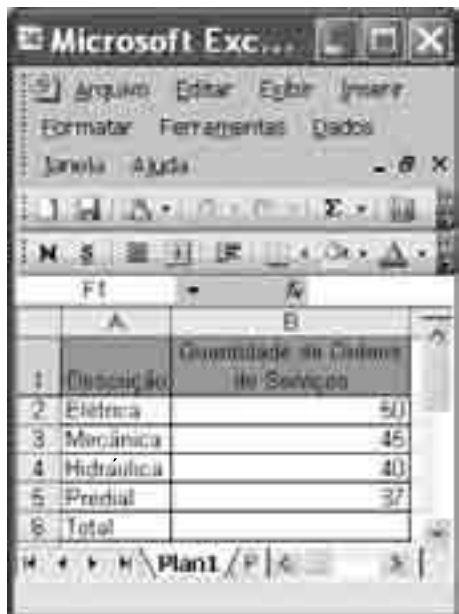 Microsoft Exc...
Arquivo Editar Exibir Inserir
Formatar Ferramentas Dados
Janela Ajuda
N S Σ A
F1 fx
A B
1 Descrição Quantidade de Ordens de Serviços
2 Elétrica 50
3 Mecânica 45
4 Hidráulica 40
5 Predial 37
6 Total
Plan1 / P